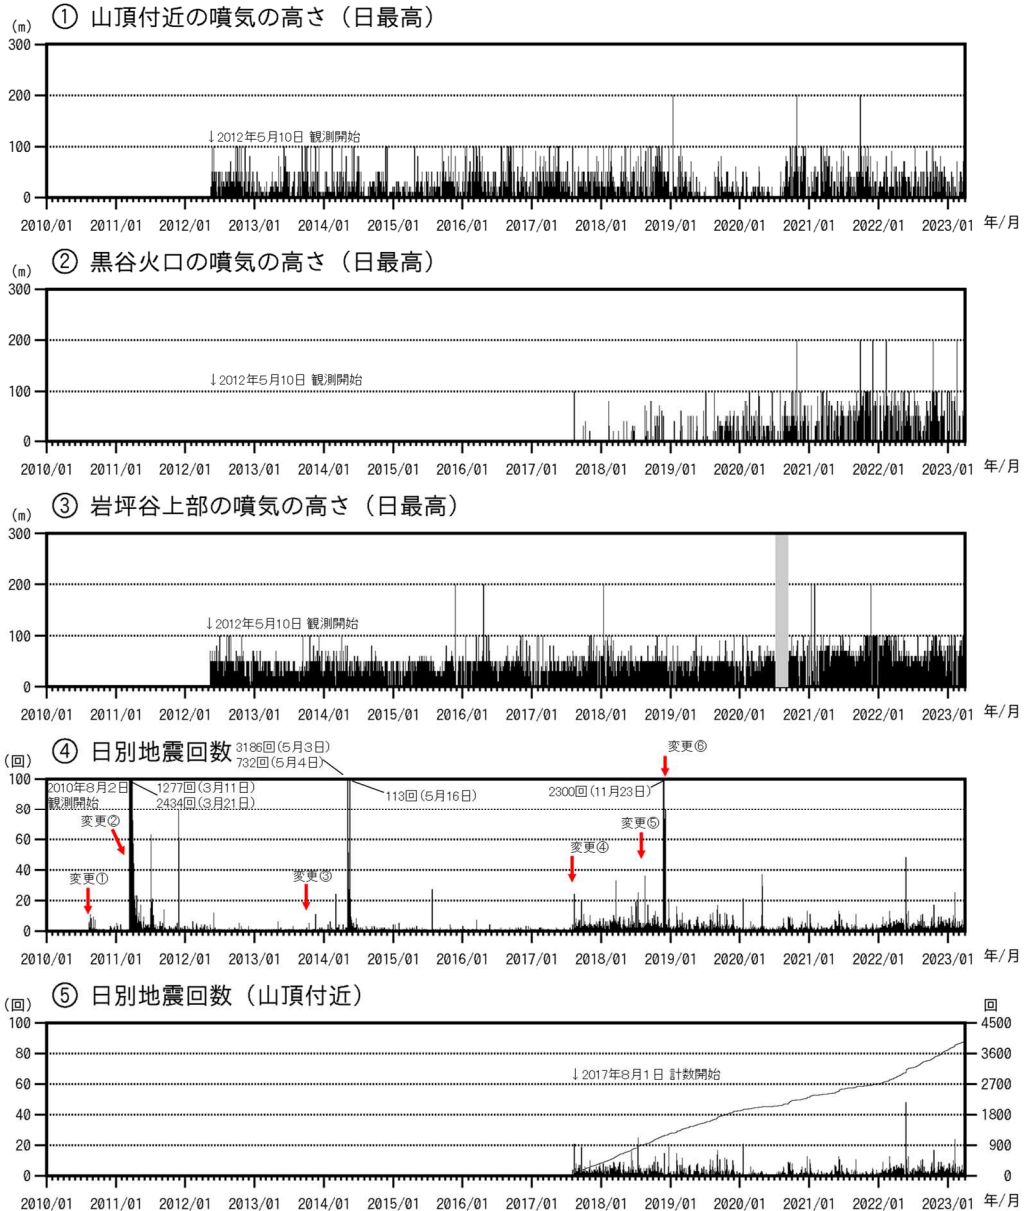 ① 山頂付近の噴気の高さ（日最高）
(m)
300
200
↓2012年5月10日 観測開始
100
0
2010/01 2011/01 2012/01 2013/01 2014/01 2015/01 2016/01 2017/01 2018/01 2019/01 2020/01 2021/01 2022/01 2023/01 年/月
② 黒谷火口の噴気の高さ（日最高）
(m)
300
200
↓2012年5月10日 観測開始
100
0
2010/01 2011/01 2012/01 2013/01 2014/01 2015/01 2016/01 2017/01 2018/01 2019/01 2020/01 2021/01 2022/01 2023/01 年/月
③ 岩坪谷上部の噴気の高さ（日最高）
(m)
300
200
↓2012年5月10日 観測開始
100
0
2010/01 2011/01 2012/01 2013/01 2014/01 2015/01 2016/01 2017/01 2018/01 2019/01 2020/01 2021/01 2022/01 2023/01 年/月
④ 日別地震回数
(回)
3186回(5月3日)
732回(5月4日)
変更⑥
100
2010年8月2日
観測開始
1277回(3月11日)
2434回(3月21日)
113回(5月16日)
2300回(11月23日)
80
変更②
変更⑤
60
変更④
40
変更①
変更③
20
0
2010/01 2011/01 2012/01 2013/01 2014/01 2015/01 2016/01 2017/01 2018/01 2019/01 2020/01 2021/01 2022/01 2023/01 年/月
⑤ 日別地震回数（山頂付近）
(回) 回
100 4500
80 3600
↓2017年8月1日 計数開始
60 2700
40 1800
20 900
0 0
2010/01 2011/01 2012/01 2013/01 2014/01 2015/01 2016/01 2017/01 2018/01 2019/01 2020/01 2021/01 2022/01 2023/01 年/月